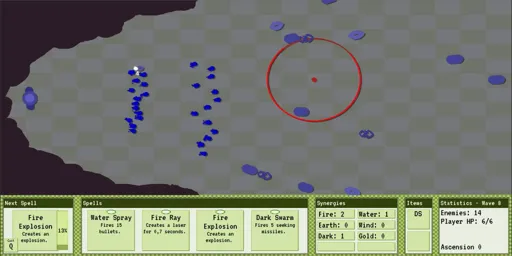 Next Spell
Fire
Explosion
Creates an
explosion.
13%
Q
Spells
Water Spray
Fires 15
bullets.
Fire Ray
Creates a laser
for 4,7 seconds.
Fire
Explosion
Creates an
explosion.
Dark Swarm
Fires 5 seeking
missiles.
Synergies
Fire: 2
Water: 1
Earth: 0
Wind: 0
Dark: 1
Gold: 0
Items
DS
Statistics - Wave 8
Enemies: 14
Player HP: 6/6
Ascension 0